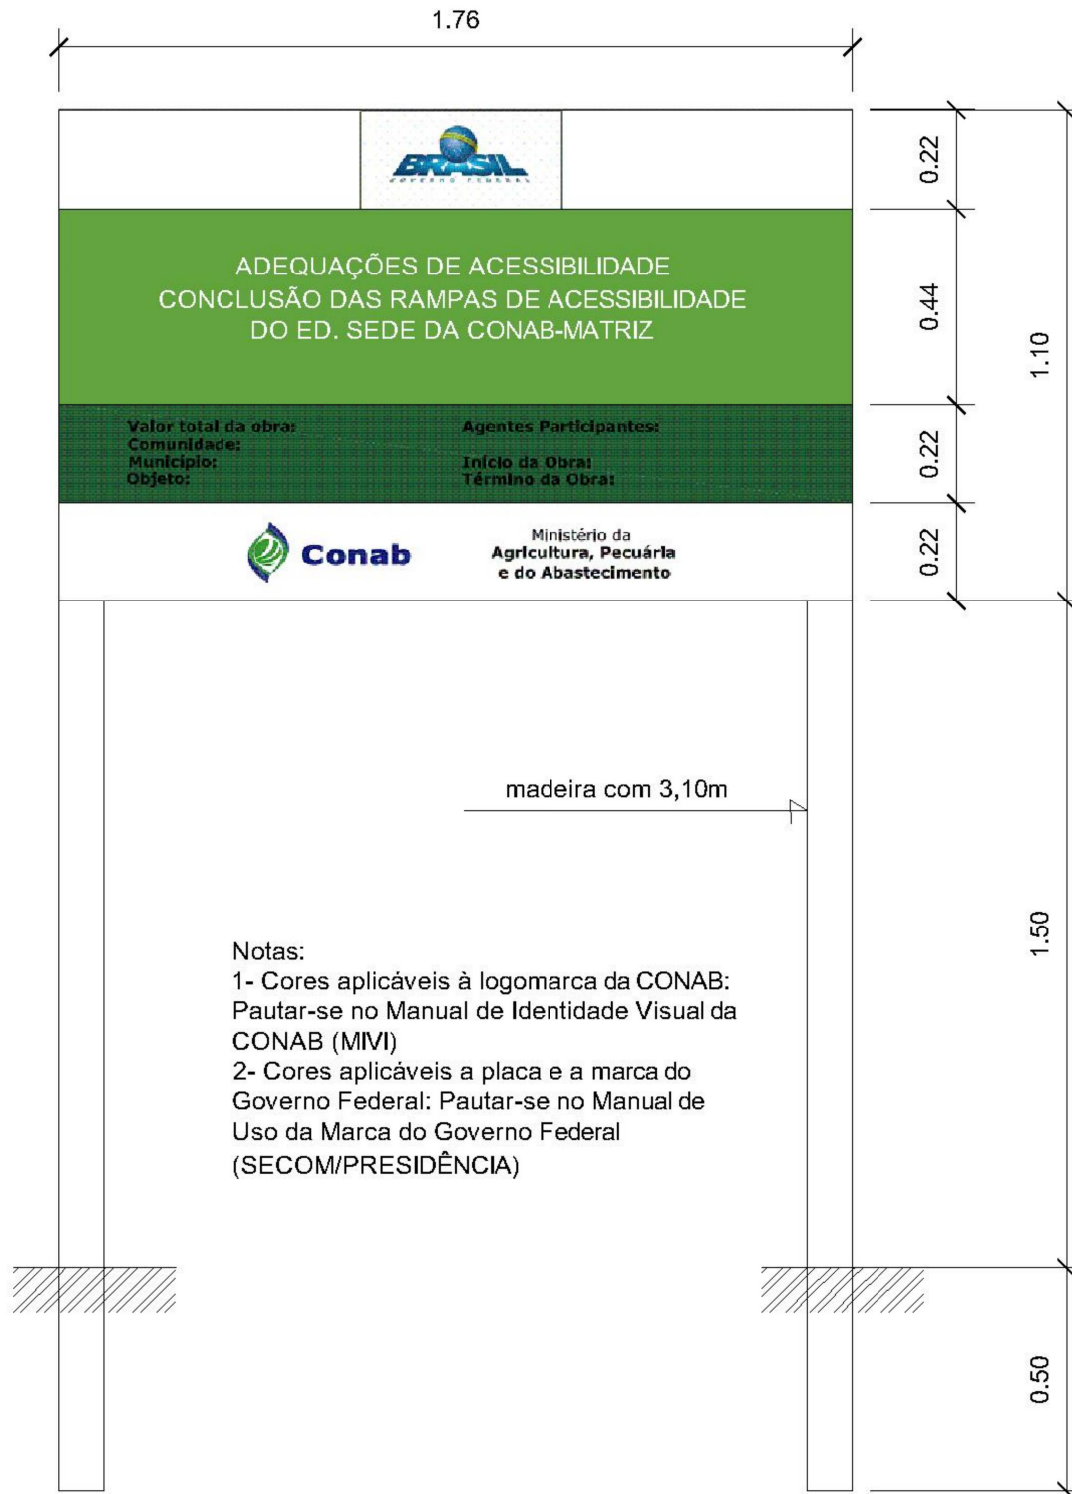 1.76
BRASIL
GOVERNO FEDERAL
0.22
ADEQUAÇÕES DE ACESSIBILIDADE
CONCLUSÃO DAS RAMPAS DE ACESSIBILIDADE
DO ED. SEDE DA CONAB-MATRIZ
0.44
1.10
Valor total da obra:
Comunidade:
Município:
Objeto:
Agentes Participantes:
Início da Obra:
Término da Obra:
0.22
Conab
Ministério da
Agricultura, Pecuária
e do Abastecimento
0.22
madeira com 3,10m
1.50
Notas:
1- Cores aplicáveis à logomarca da CONAB:
Pautar-se no Manual de Identidade Visual da
CONAB (MIVI)
2- Cores aplicáveis a placa e a marca do
Governo Federal: Pautar-se no Manual de
Uso da Marca do Governo Federal
(SECOM/PRESIDÊNCIA)
0.50